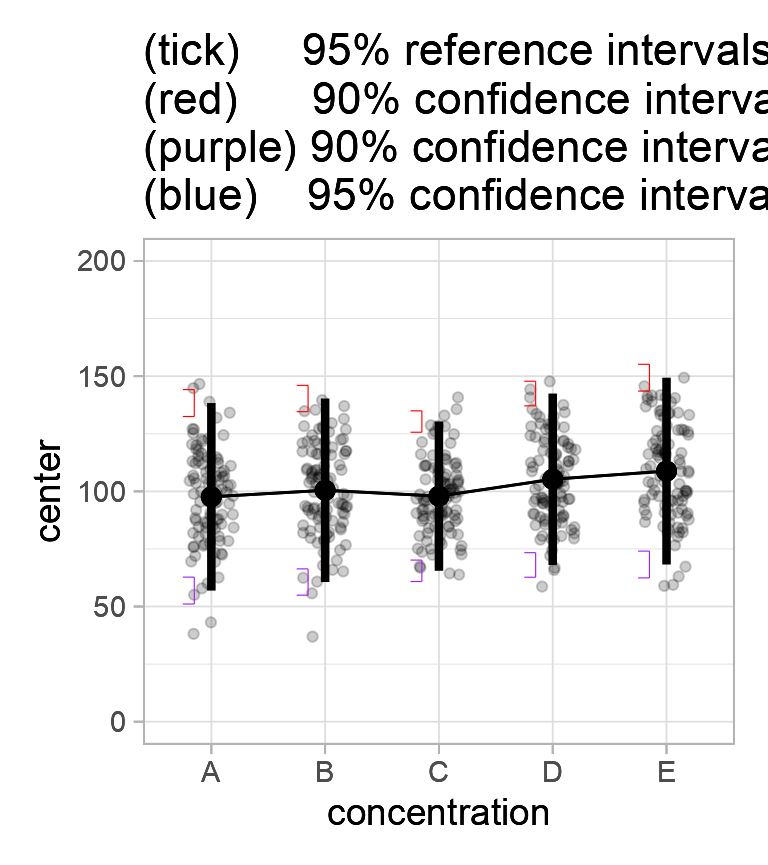 (tick) 95% reference intervals
(red) 90% confidence interva
(purple) 90% confidence interva
(blue) 95% confidence interva
200
150
100
50
0
center
A B C D E
concentration